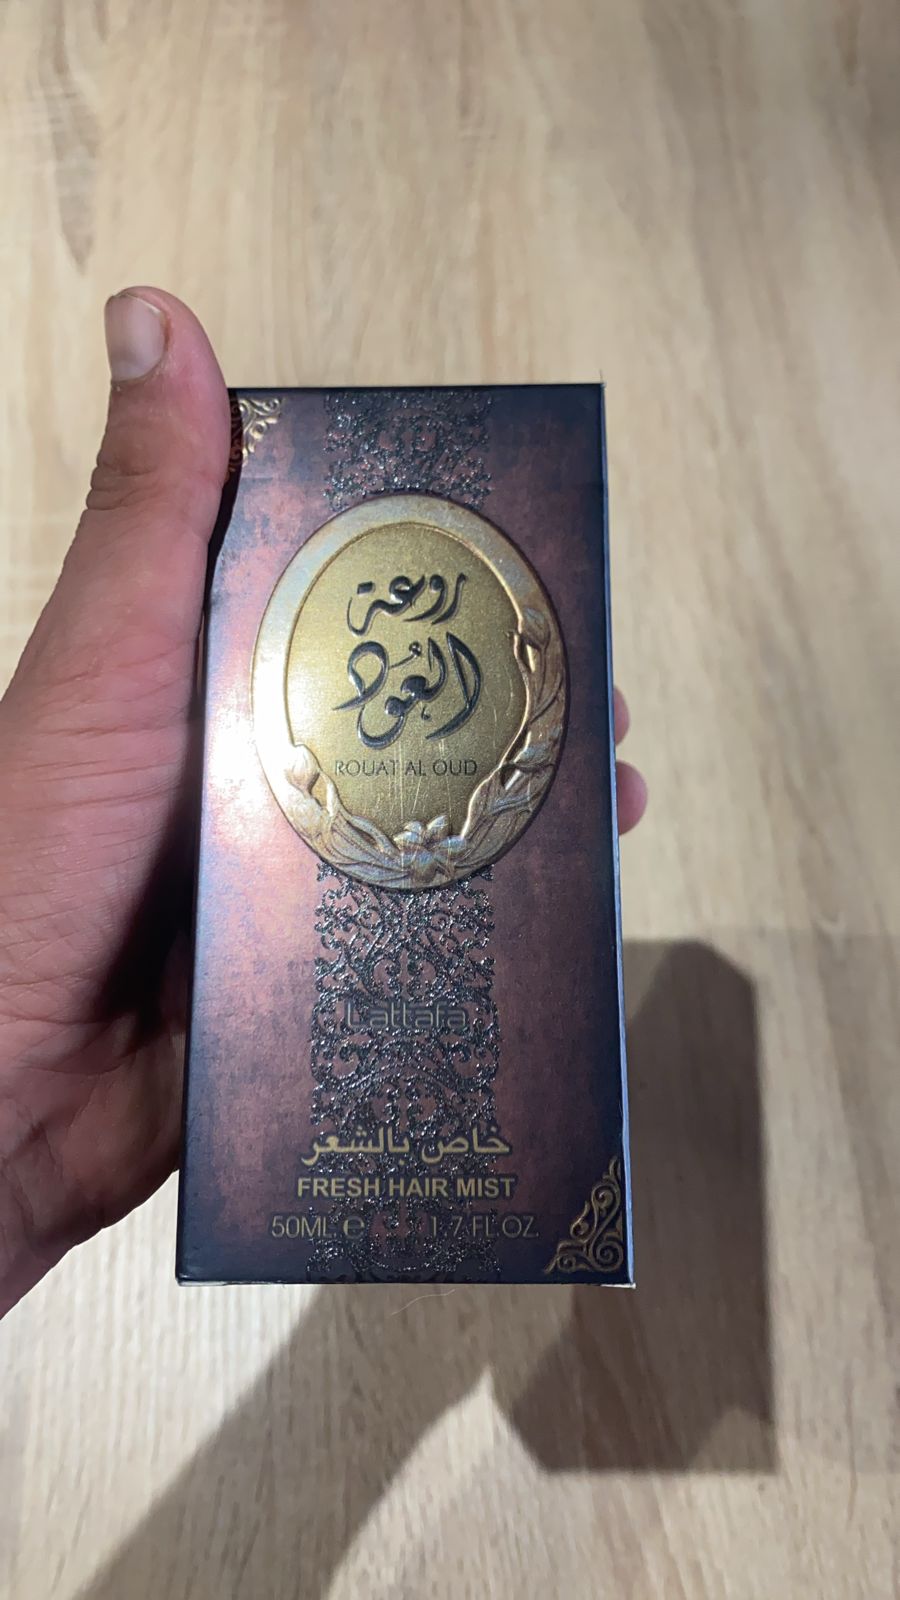 روعة
العود
ROUAT AL OUD
Lattafa
خاص بالشعر
FRESH HAIR MIST
50ML ℮ 1.7 FL.OZ.